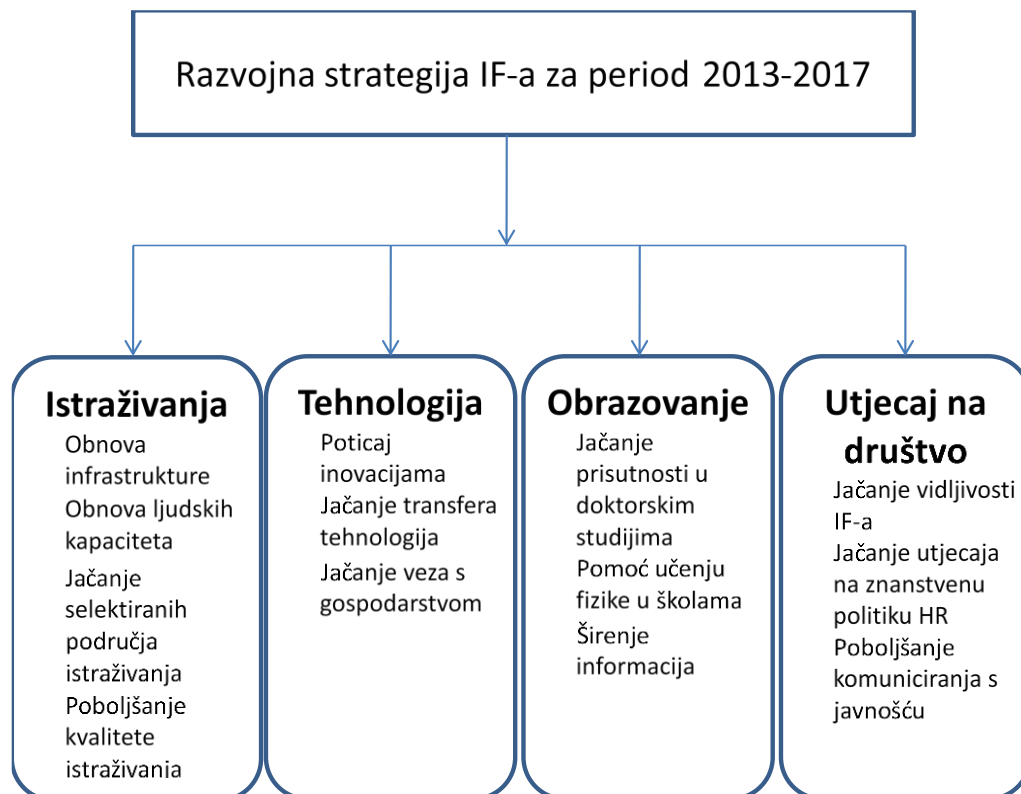 Razvojna strategija IF-a za period 2013-2017
Istraživanja
Obnova
infrastrukture
Obnova ljudskih
kapaciteta
Jačanje
selektiranih
područja
istraživanja
Poboljšanje
kvalitete
istraživanja
Tehnologija
Poticaj
inovacijama
Jačanje transfera
tehnologija
Jačanje veza s
gospodarstvom
Obrazovanje
Jačanje
prisutnosti u
doktorskim
studijima
Pomoć učenju
fizike u školama
Širenje
informacija
Utjecaj na
društvo
Jačanje vidljivosti
IF-a
Jačanje utjecaja
na znanstvenu
politiku HR
Poboljšanje
komuniciranja s
javnošću